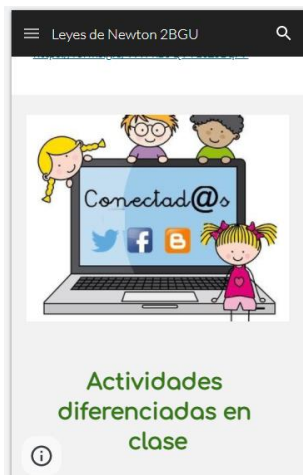 Leyes de Newton 2BGU
Conectad@s
Actividades
diferenciadas en
clase